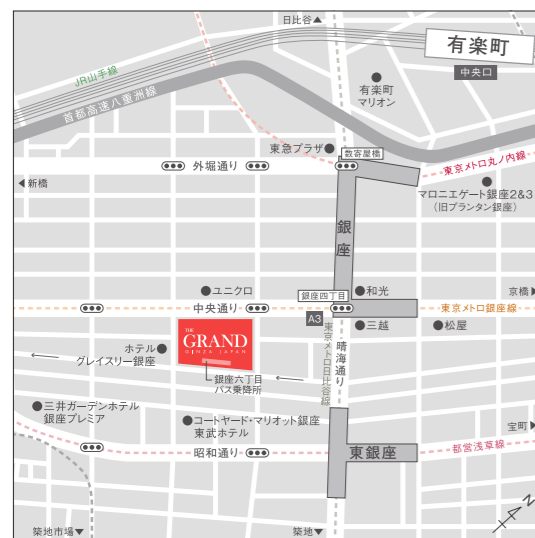 日比谷▲
有楽町
中央口
JR山手線
首都高速八重洲線
有楽町
マリオン
東急プラザ
数寄屋橋
外堀通り
東京メトロ丸ノ内線
◀新橋
マロニエゲート銀座2&3
(旧プランタン銀座)
銀座
ユニクロ
銀座四丁目
和光
京橋▶
中央通り
東京メトロ銀座線
A3
三越
松屋
THE
GRAND
GINZA JAPAN
ホテル
グレイスリー銀座
東京メトロ日比谷線
晴海通り
銀座六丁目
バス乗降所
三井ガーデンホテル
銀座プレミア
コートヤード・マリオット銀座
東武ホテル
宝町▶
昭和通り
東銀座
都営浅草線
N
築地市場▼
築地▼